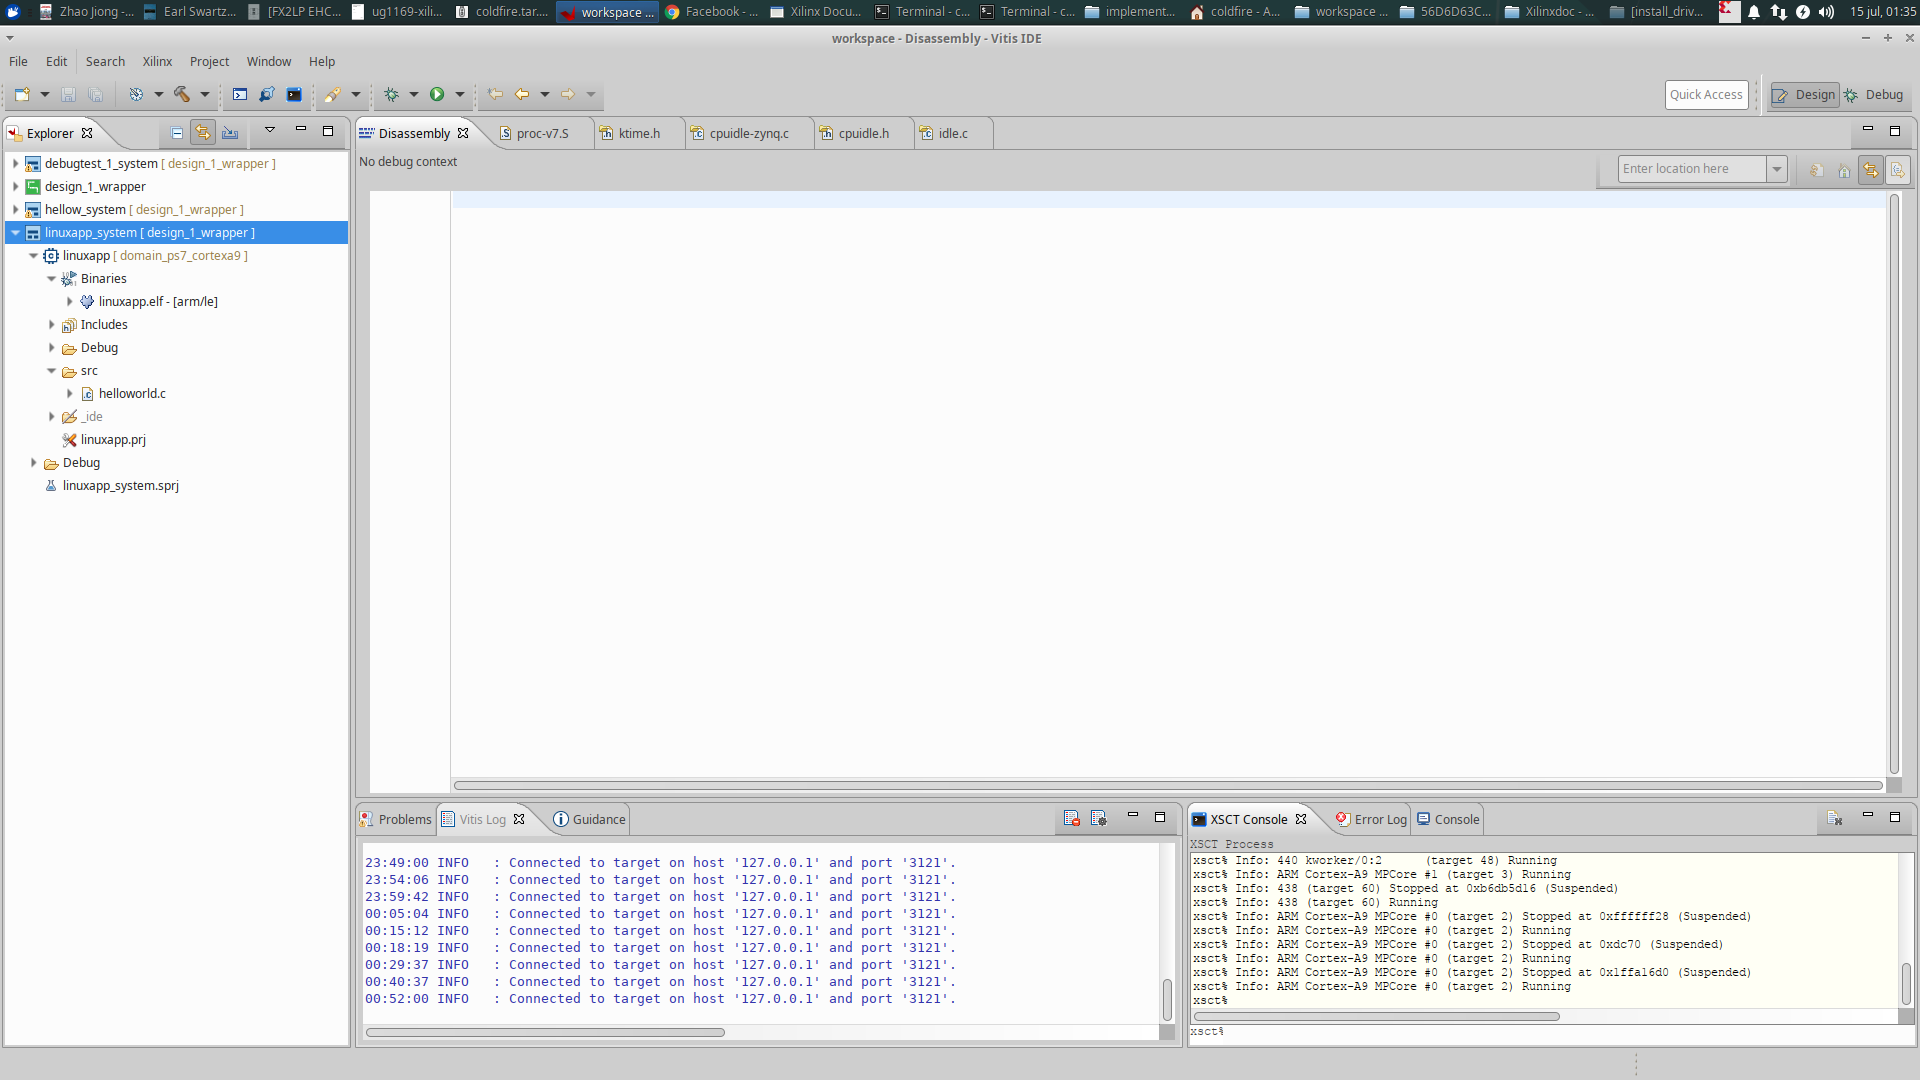 Zhao Jiong -... Earl Swartz... [FX2LP EHC... ug1169-xili... coldfire.tar.... workspace ... Facebook - ... Xilinx Docu... Terminal - c... Terminal - c... implement... coldfire - A... workspace ... 56D6D63C... Xilinxdoc - ... [install_driv... 15 jul, 01:35
workspace - Disassembly - Vitis IDE
File Edit Search Xilinx Project Window Help
Quick Access Design Debug
Explorer
debugtest_1_system [ design_1_wrapper ]
design_1_wrapper
hellow_system [ design_1_wrapper ]
linuxapp_system [ design_1_wrapper ]
linuxapp [ domain_ps7_cortexa9 ]
Binaries
linuxapp.elf - [arm/le]
Includes
Debug
src
helloworld.c
_ide
linuxapp.prj
Debug
linuxapp_system.sprj
Disassembly proc-v7.S ktime.h cpuidle-zynq.c cpuidle.h idle.c
No debug context
Enter location here
Problems Vitis Log Guidance
23:49:00 INFO : Connected to target on host '127.0.0.1' and port '3121'.
23:54:06 INFO : Connected to target on host '127.0.0.1' and port '3121'.
23:59:42 INFO : Connected to target on host '127.0.0.1' and port '3121'.
00:05:04 INFO : Connected to target on host '127.0.0.1' and port '3121'.
00:15:12 INFO : Connected to target on host '127.0.0.1' and port '3121'.
00:18:19 INFO : Connected to target on host '127.0.0.1' and port '3121'.
00:29:37 INFO : Connected to target on host '127.0.0.1' and port '3121'.
00:40:37 INFO : Connected to target on host '127.0.0.1' and port '3121'.
00:52:00 INFO : Connected to target on host '127.0.0.1' and port '3121'.
XSCT Console Error Log Console
XSCT Process
xsct% Info: 440 kworker/0:2 (target 48) Running
xsct% Info: ARM Cortex-A9 MPCore #1 (target 3) Running
xsct% Info: 438 (target 60) Stopped at 0xb6db5d16 (Suspended)
xsct% Info: 438 (target 60) Running
xsct% Info: ARM Cortex-A9 MPCore #0 (target 2) Stopped at 0xffffff28 (Suspended)
xsct% Info: ARM Cortex-A9 MPCore #0 (target 2) Running
xsct% Info: ARM Cortex-A9 MPCore #0 (target 2) Stopped at 0xdc70 (Suspended)
xsct% Info: ARM Cortex-A9 MPCore #0 (target 2) Running
xsct% Info: ARM Cortex-A9 MPCore #0 (target 2) Stopped at 0x1ffa16d0 (Suspended)
xsct% Info: ARM Cortex-A9 MPCore #0 (target 2) Running
xsct%
xsct%